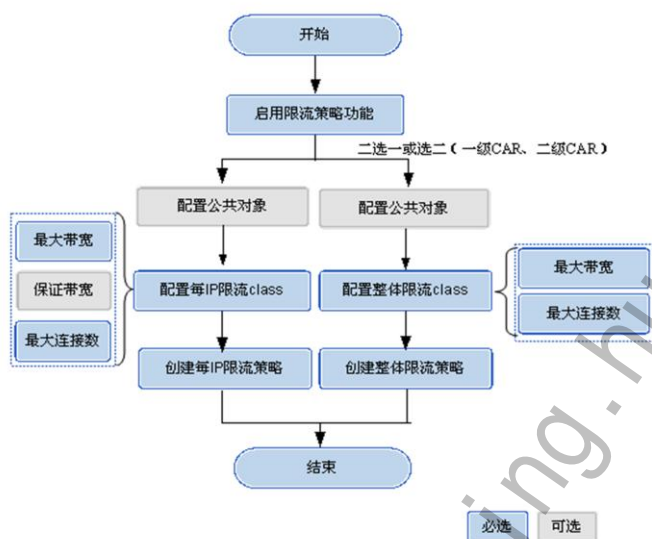 开始
启用限流策略功能
二选一或选二（一级CAR、二级CAR）
配置公共对象
配置公共对象
最大带宽
保证带宽
最大连接数
配置每IP限流class
配置整体限流class
最大带宽
最大连接数
创建每IP限流策略
创建整体限流策略
结束
必选
可选
ing.hu